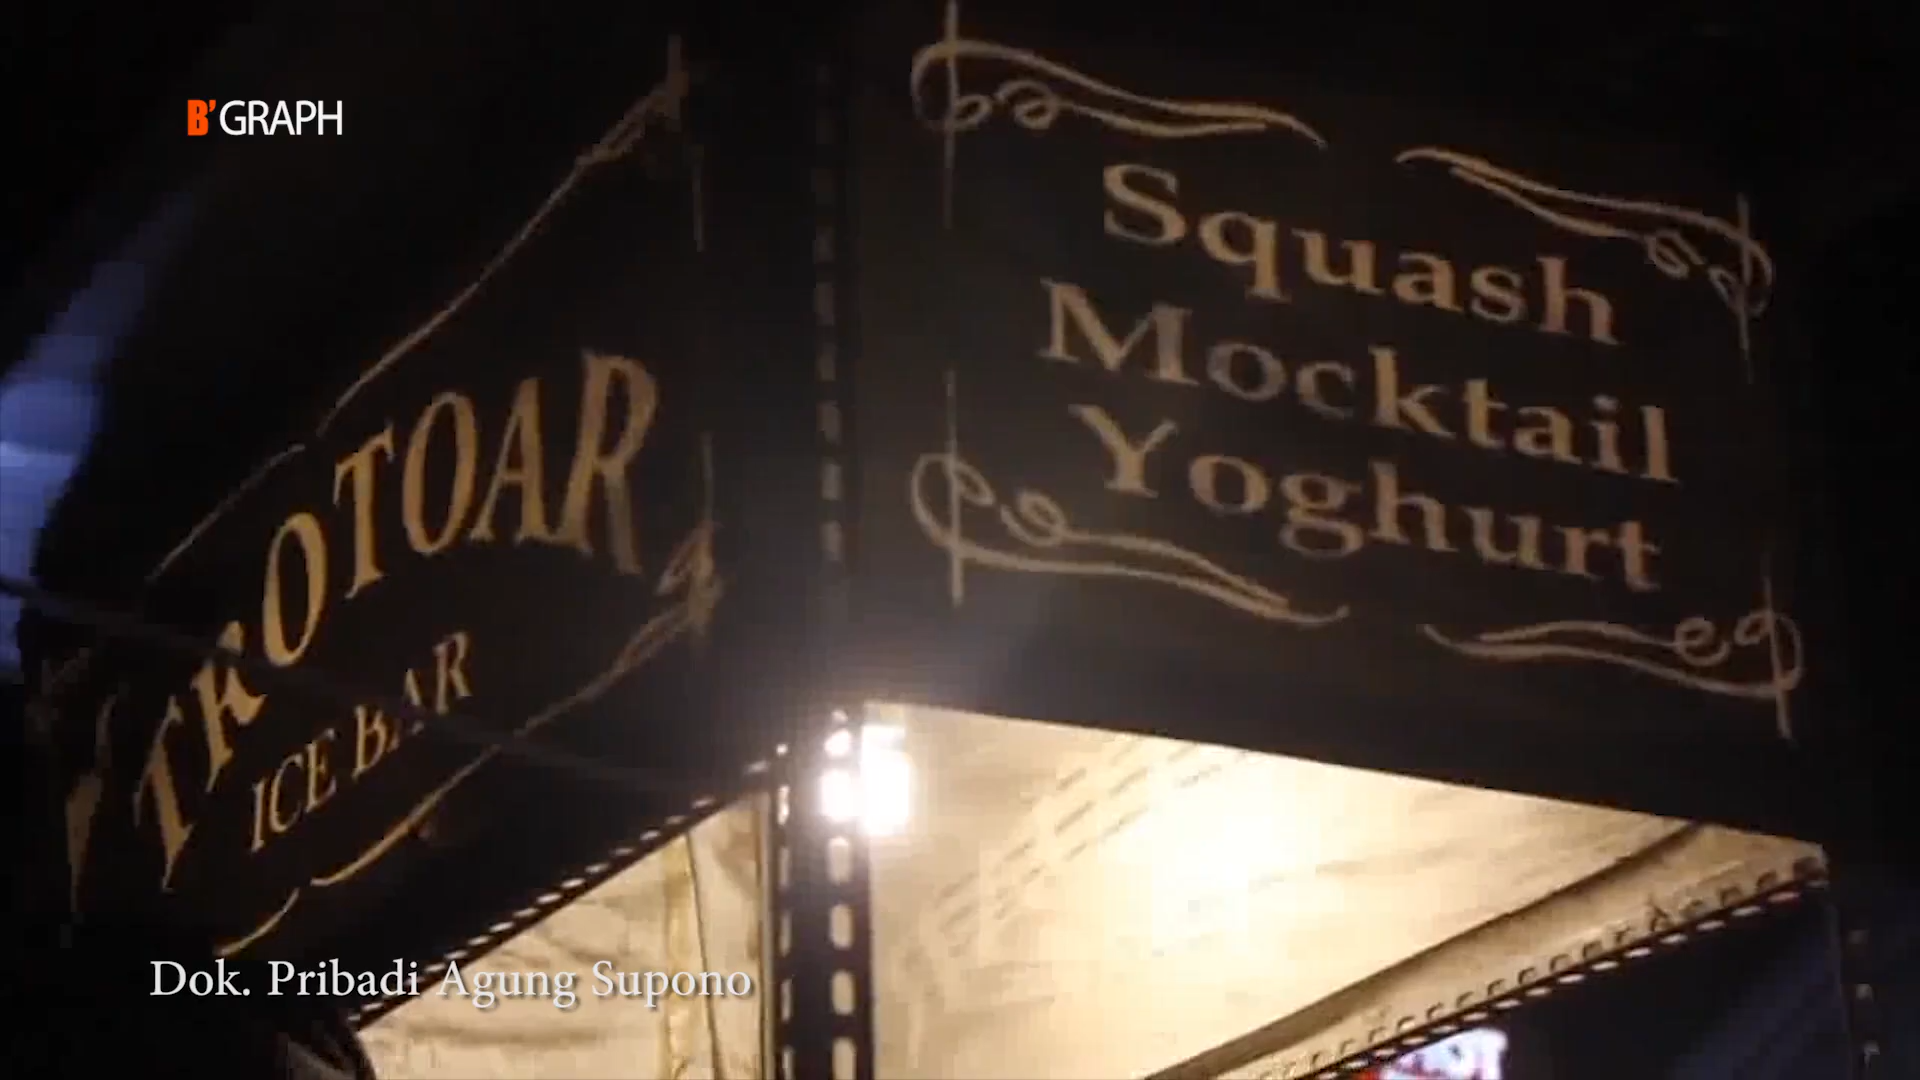 B'GRAPH
Squash
Mocktail
Yoghurt
TROTOAR
ICE BAR
Dok. Pribadi Agung Supono